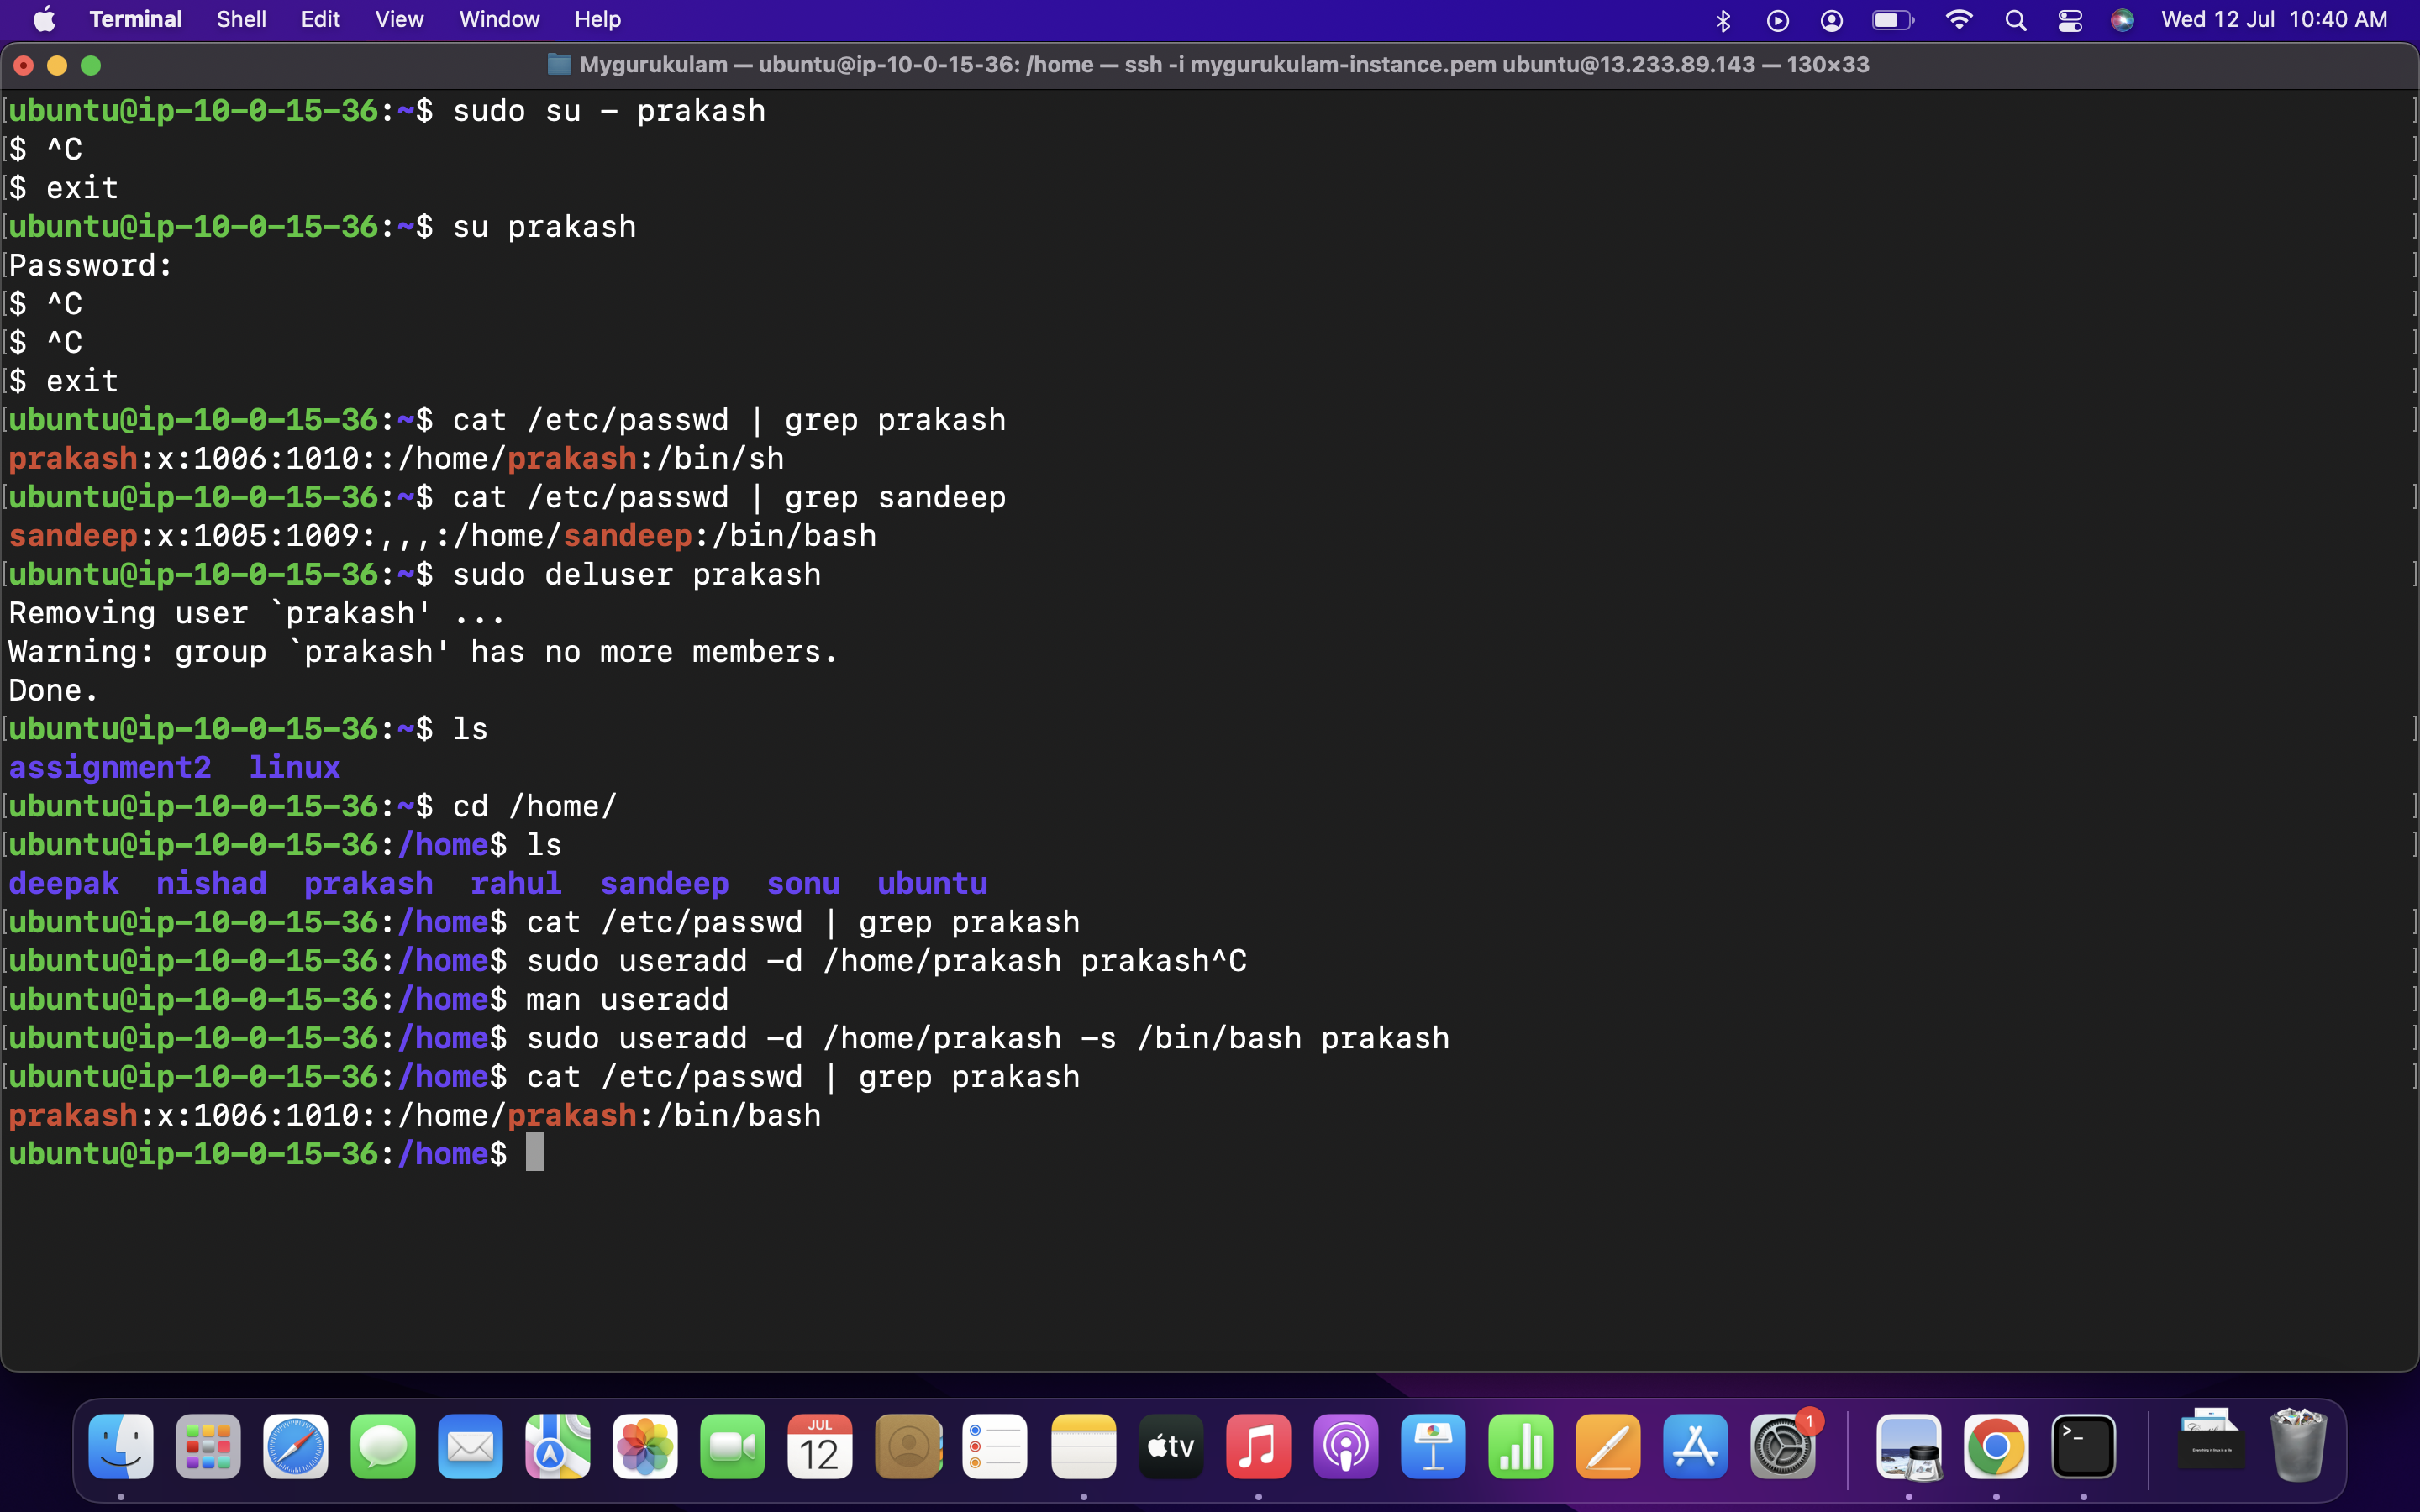 Terminal Shell Edit View Window Help Wed 12 Jul 10:40 AM
Mygurukulam — ubuntu@ip-10-0-15-36: /home — ssh -i mygurukulam-instance.pem ubuntu@13.233.89.143 — 130×33
ubuntu@ip-10-0-15-36:~$ sudo su - prakash
$ ^C
$ exit
ubuntu@ip-10-0-15-36:~$ su prakash
Password:
$ ^C
$ ^C
$ exit
ubuntu@ip-10-0-15-36:~$ cat /etc/passwd | grep prakash
prakash:x:1006:1010::/home/prakash:/bin/sh
ubuntu@ip-10-0-15-36:~$ cat /etc/passwd | grep sandeep
sandeep:x:1005:1009:,,,:/home/sandeep:/bin/bash
ubuntu@ip-10-0-15-36:~$ sudo deluser prakash
Removing user `prakash' ...
Warning: group `prakash' has no more members.
Done.
ubuntu@ip-10-0-15-36:~$ ls
assignment2 linux
ubuntu@ip-10-0-15-36:~$ cd /home/
ubuntu@ip-10-0-15-36:/home$ ls
deepak nishad prakash rahul sandeep sonu ubuntu
ubuntu@ip-10-0-15-36:/home$ cat /etc/passwd | grep prakash
ubuntu@ip-10-0-15-36:/home$ sudo useradd -d /home/prakash prakash^C
ubuntu@ip-10-0-15-36:/home$ man useradd
ubuntu@ip-10-0-15-36:/home$ sudo useradd -d /home/prakash -s /bin/bash prakash
ubuntu@ip-10-0-15-36:/home$ cat /etc/passwd | grep prakash
prakash:x:1006:1010::/home/prakash:/bin/bash
ubuntu@ip-10-0-15-36:/home$
JUL
12
tv
1
>_